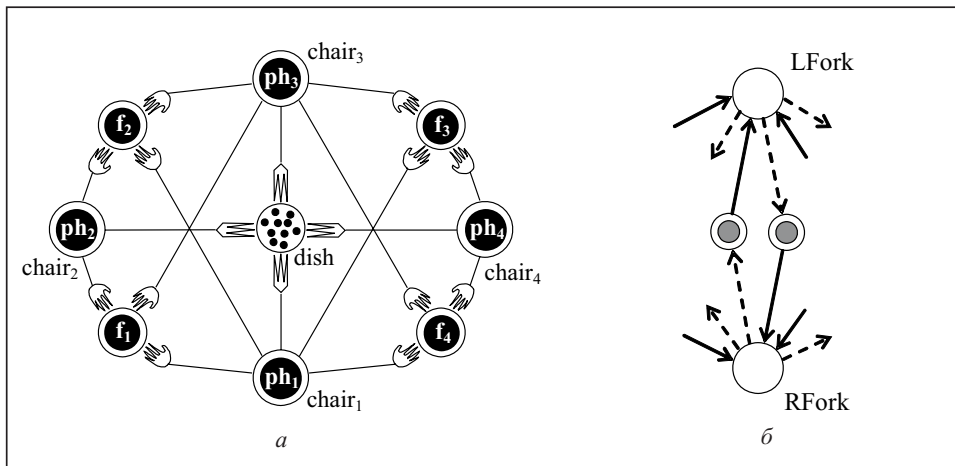 chair₃
ph₃
LFork
f₂
f₃
ph₂
ph₄
dish
chair₂
chair₄
f₁
f₄
ph₁
chair₁
RFork
а
б